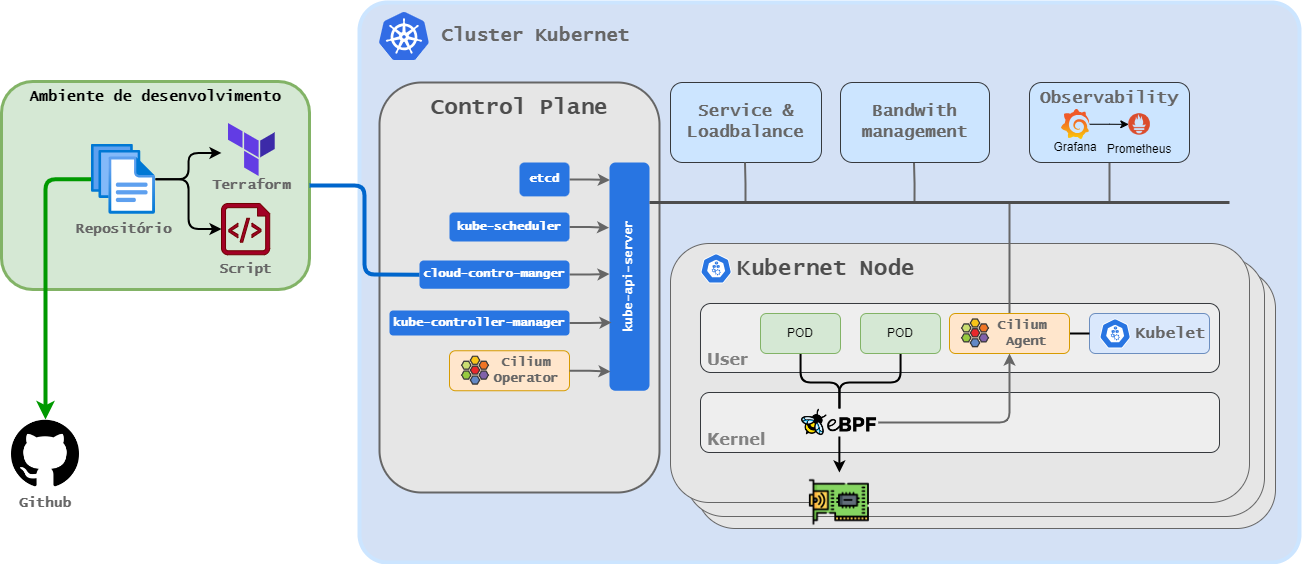 Cluster Kubernet
Ambiente de desenvolvimento
Repositório
Terraform
Script
Github
Control Plane
etcd
kube-scheduler
cloud-contro-manger
kube-controller-manager
Cilium
Operator
kube-api-server
Service &
Loadbalance
Bandwith
management
Observability
Grafana
Prometheus
Kubernet Node
POD
POD
Cilium
Agent
Kubelet
User
eBPF
Kernel